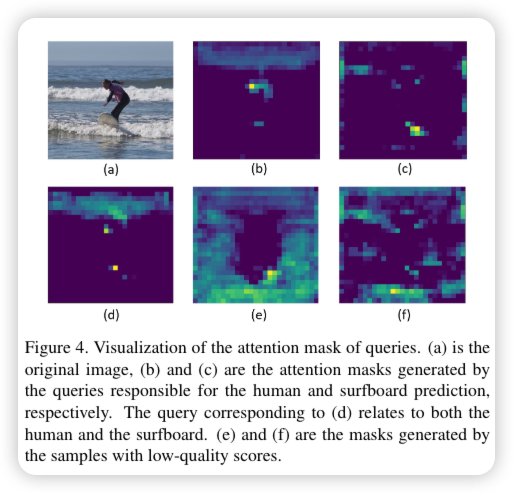 (a)
(b)
(c)
(d)
(e)
(f)
Figure 4. Visualization of the attention mask of queries. (a) is the
original image, (b) and (c) are the attention masks generated by
the queries responsible for the human and surfboard prediction,
respectively. The query corresponding to (d) relates to both the
human and the surfboard. (e) and (f) are the masks generated by
the samples with low-quality scores.